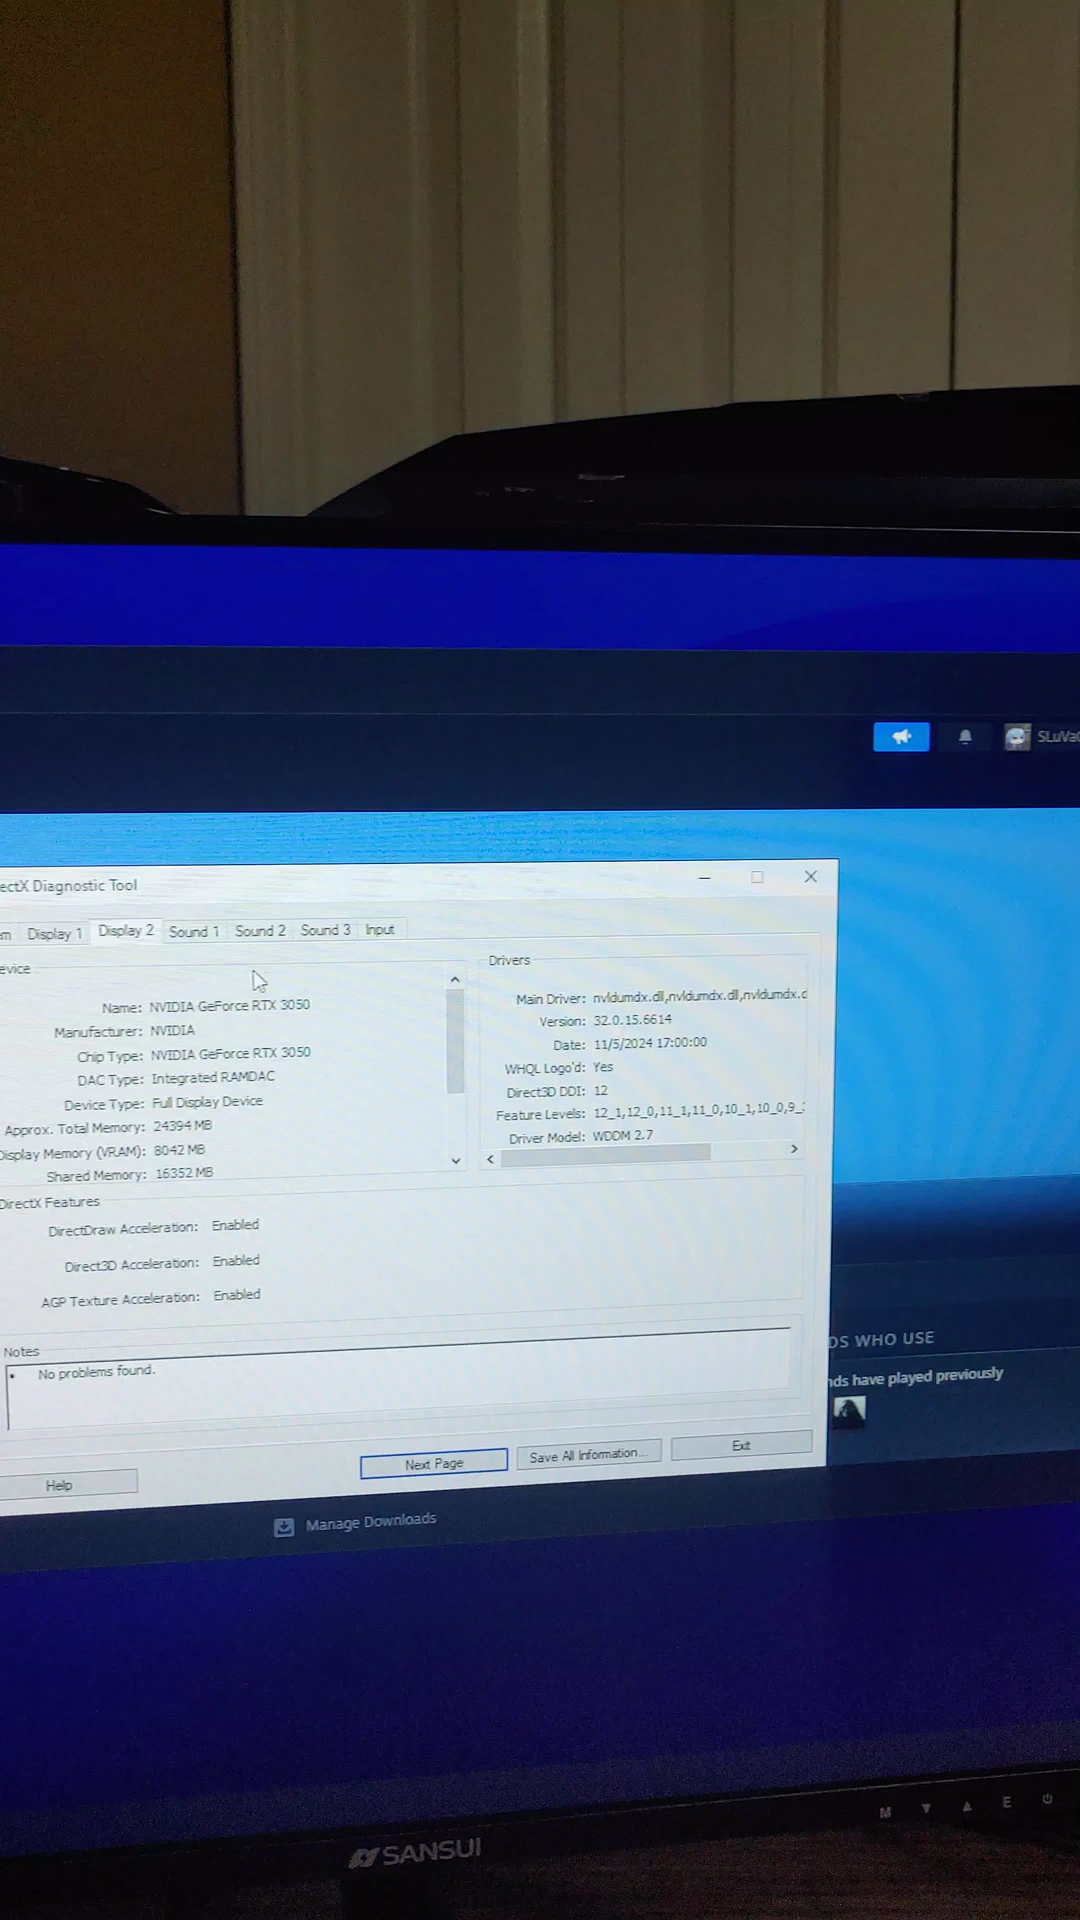 SLuVa
ectX Diagnostic Tool
m Display 1 Display 2 Sound 1 Sound 2 Sound 3 Input
evice
Name: NVIDIA GeForce RTX 3050
Manufacturer: NVIDIA
Chip Type: NVIDIA GeForce RTX 3050
DAC Type: Integrated RAMDAC
Device Type: Full Display Device
Approx. Total Memory: 24394 MB
Display Memory (VRAM): 8042 MB
Shared Memory: 16352 MB
Drivers
Main Driver: nvldumdx.dll,nvldumdx.dll,nvldumdx.d
Version: 32.0.15.6614
Date: 11/5/2024 17:00:00
WHQL Logo'd: Yes
Direct3D DDI: 12
Feature Levels: 12_1,12_0,11_1,11_0,10_1,10_0,9_
Driver Model: WDDM 2.7
DirectX Features
DirectDraw Acceleration: Enabled
Direct3D Acceleration: Enabled
AGP Texture Acceleration: Enabled
Notes
• No problems found.
Help
Next Page
Save All Information...
Exit
DS WHO USE
nds have played previously
Manage Downloads
M ▼ ▲ E
SANSUI